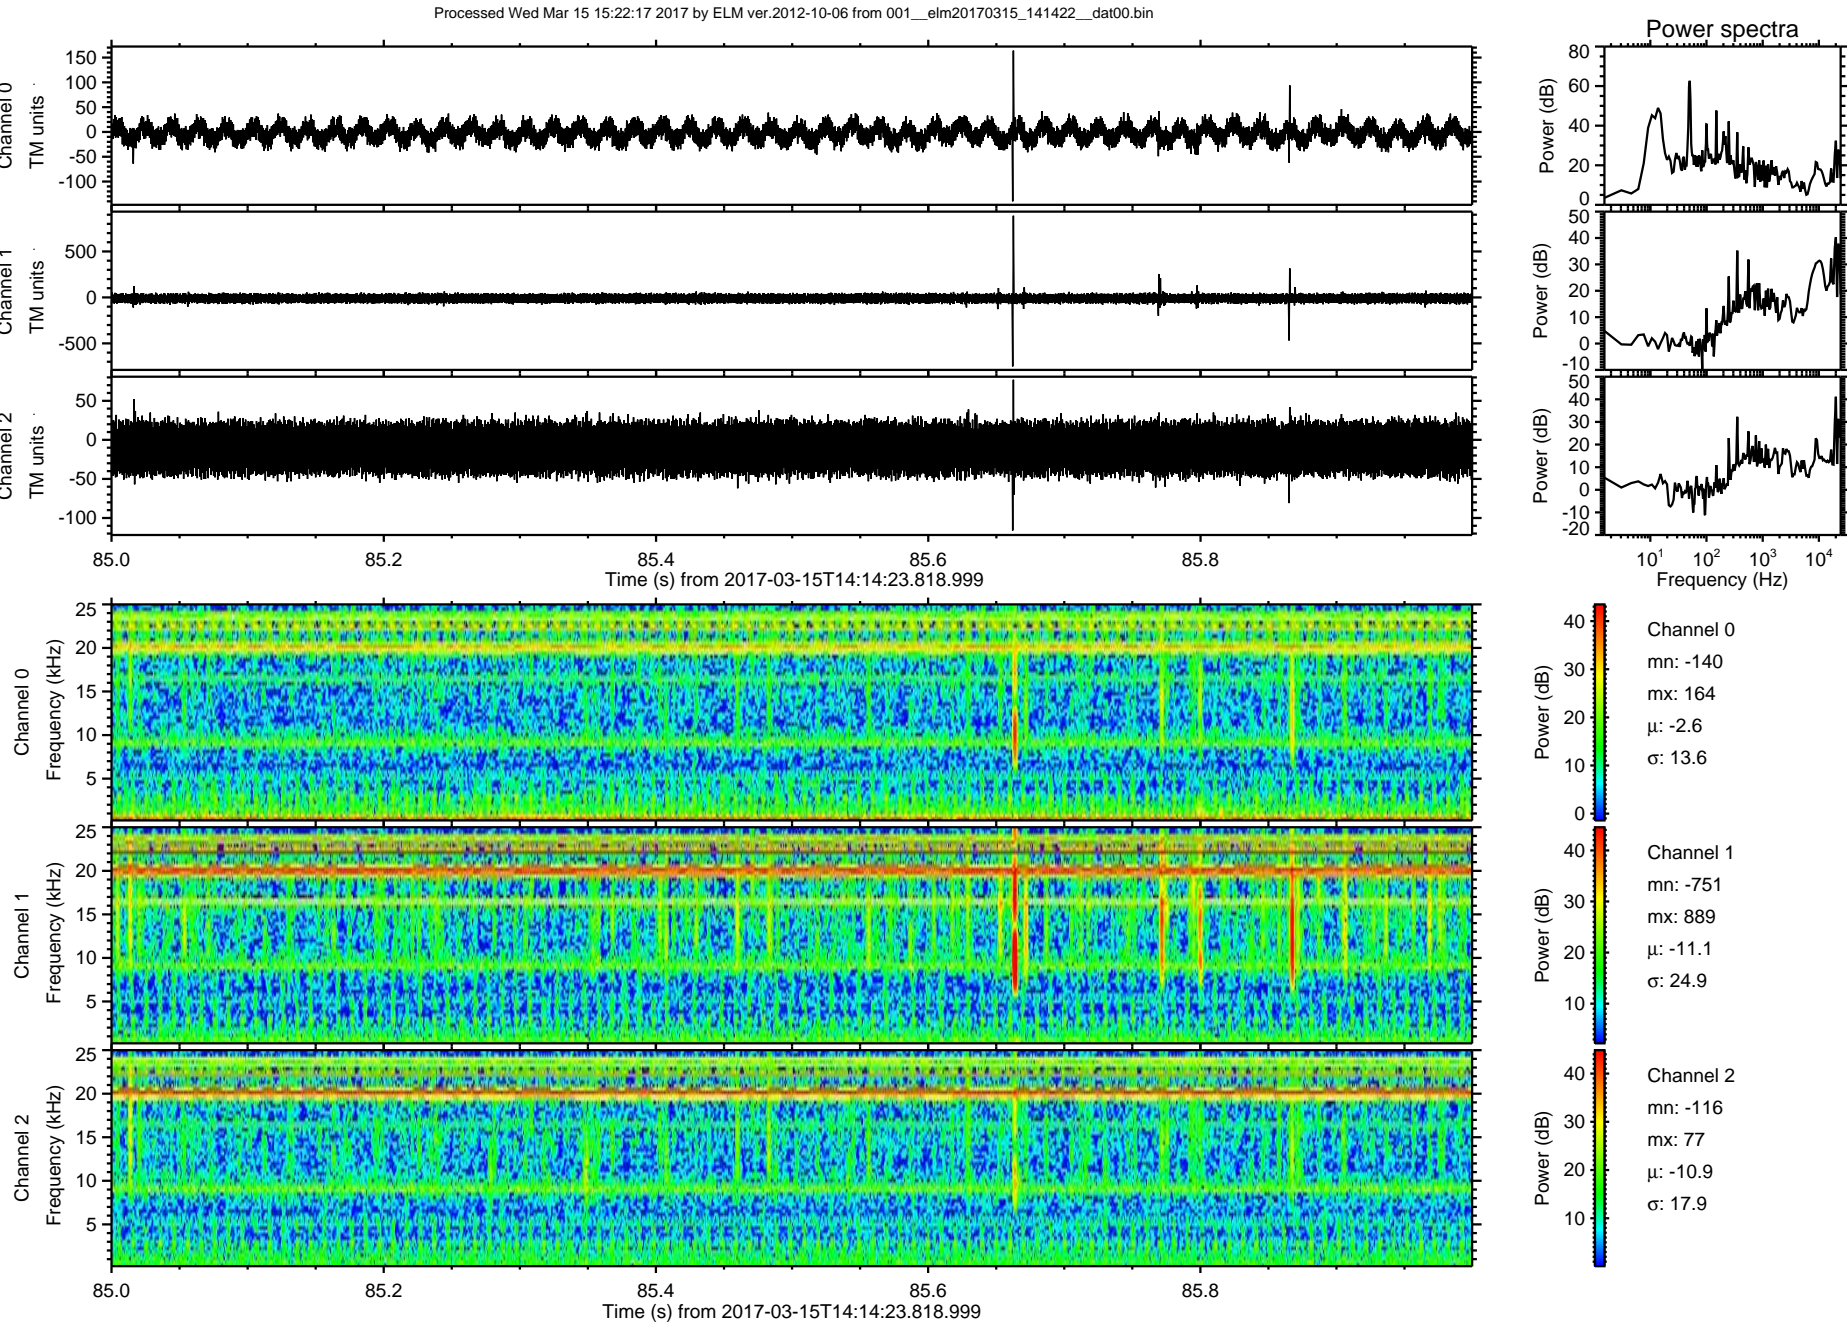 Processed Wed Mar 15 15:22:17 2017 by ELM ver.2012-10-06 from 001__elm20170315_141422__dat00.bin
Power spectra
Channel 0
TM units
150
100
50
0
-50
-100
Power (dB)
80
60
40
20
0
Channel 1
TM units
500
0
-500
Power (dB)
50
40
30
20
10
0
-10
Channel 2
TM units
50
0
-50
-100
Power (dB)
50
40
30
20
10
0
-10
-20
85.0 85.2 85.4 85.6 85.8
Time (s) from 2017-03-15T14:14:23.818.999
10^1 10^2 10^3 10^4
Frequency (Hz)
Channel 0
Frequency (kHz)
25
20
15
10
5
Power (dB)
40
30
20
10
0
Channel 0
mn: -140
mx: 164
μ: -2.6
σ: 13.6
Channel 1
Frequency (kHz)
25
20
15
10
5
Power (dB)
40
30
20
10
Channel 1
mn: -751
mx: 889
μ: -11.1
σ: 24.9
Channel 2
Frequency (kHz)
25
20
15
10
5
Power (dB)
40
30
20
10
Channel 2
mn: -116
mx: 77
μ: -10.9
σ: 17.9
85.0 85.2 85.4 85.6 85.8
Time (s) from 2017-03-15T14:14:23.818.999